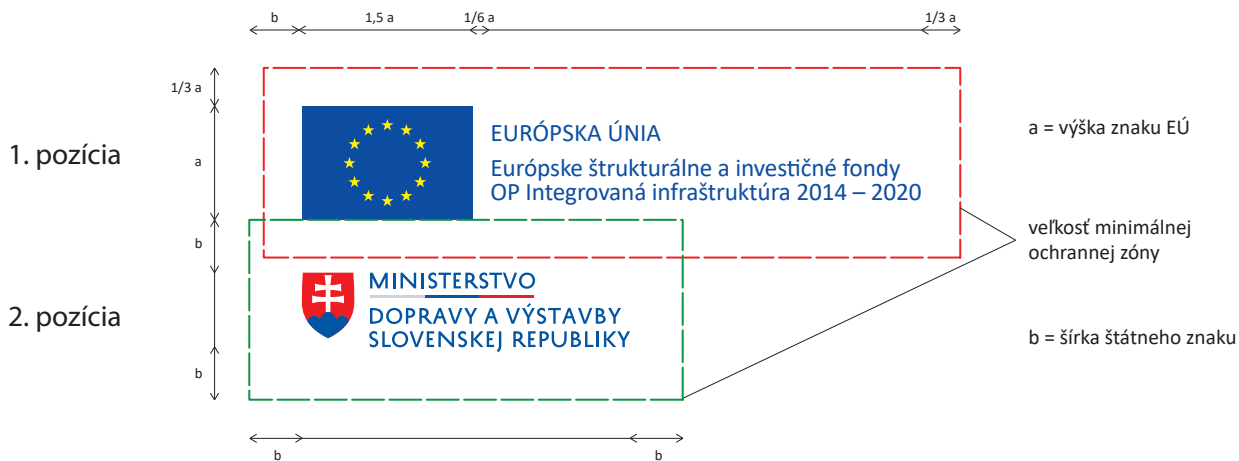 b
1,5 a
1/6 a
1/3 a
1/3 a
1. pozícia
a
EURÓPSKA ÚNIA
Európske štrukturálne a investičné fondy
OP Integrovaná infraštruktúra 2014 – 2020
a = výška znaku EÚ
b
veľkosť minimálnej
ochrannej zóny
2. pozícia
MINISTERSTVO
DOPRAVY A VÝSTAVBY
SLOVENSKEJ REPUBLIKY
b = šírka štátneho znaku
b
b
b